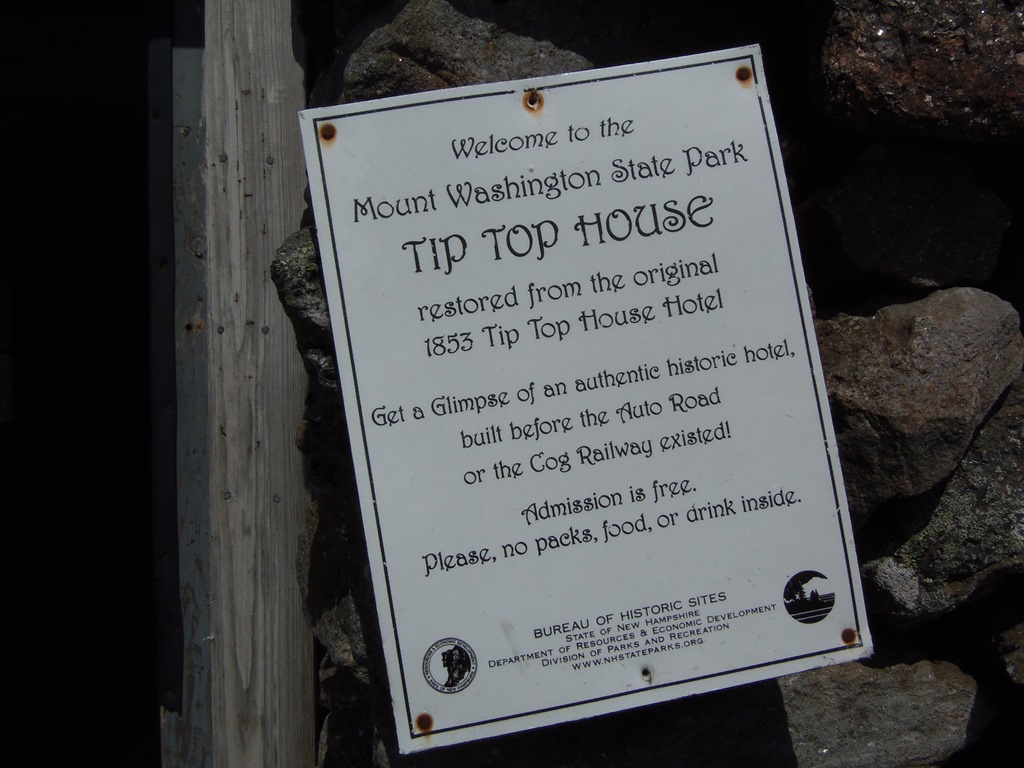 Welcome to the
Mount Washington State Park
TIP TOP HOUSE
restored from the original
1853 Tip Top House Hotel
Get a Glimpse of an authentic historic hotel,
built before the Auto Road
or the Cog Railway existed!
Admission is free.
Please, no packs, food, or drink inside.
BUREAU OF HISTORIC SITES
STATE OF NEW HAMPSHIRE
DEPARTMENT OF RESOURCES & ECONOMIC DEVELOPMENT
DIVISION OF PARKS AND RECREATION
WWW.NHSTATEPARKS.ORG